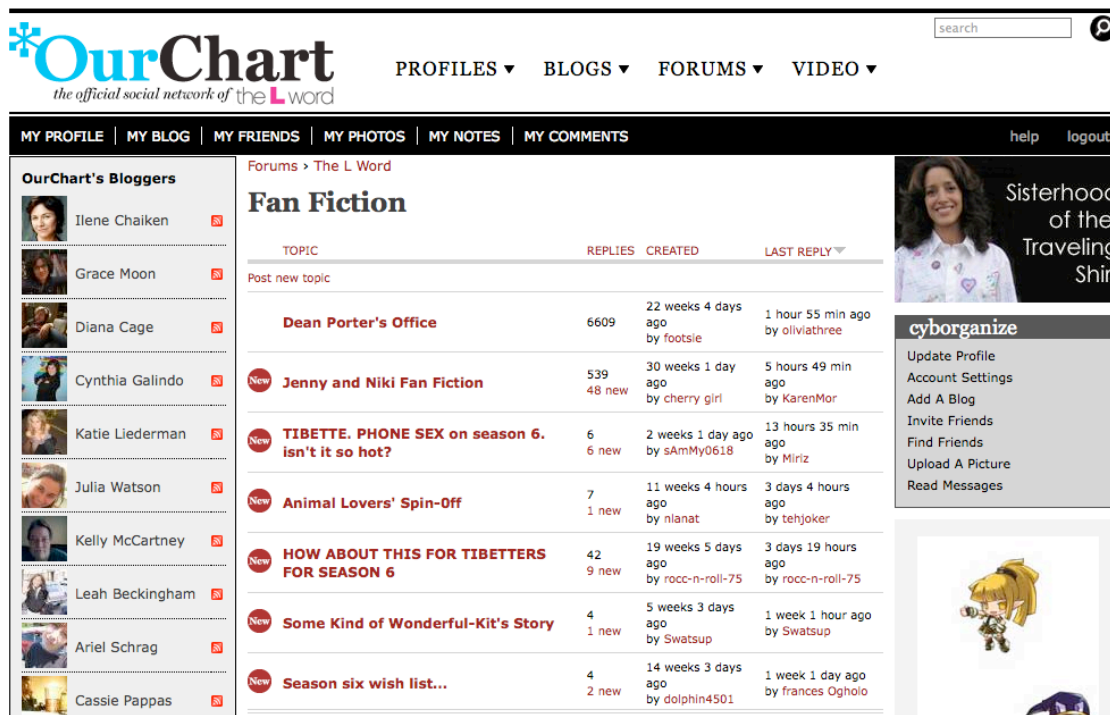 search
OurChart
the official social network of the L word
PROFILES ▾ BLOGS ▾ FORUMS ▾ VIDEO ▾
MY PROFILE | MY BLOG | MY FRIENDS | MY PHOTOS | MY NOTES | MY COMMENTS
help logout
OurChart's Bloggers
Ilene Chaiken
Grace Moon
Diana Cage
Cynthia Galindo
Katie Liederman
Julia Watson
Kelly McCartney
Leah Beckingham
Ariel Schrag
Cassie Pappas
Forums › The L Word
Fan Fiction
TOPIC REPLIES CREATED LAST REPLY
Post new topic
Dean Porter's Office
6609
22 weeks 4 days
ago
by footsie
1 hour 55 min ago
by oliviathree
New
Jenny and Niki Fan Fiction
539
48 new
30 weeks 1 day
ago
by cherry girl
5 hours 49 min
ago
by KarenMor
New
TIBETTE. PHONE SEX on season 6.
isn't it so hot?
6
6 new
2 weeks 1 day ago
by sAmMy0618
13 hours 35 min
ago
by Miriz
New
Animal Lovers' Spin-Off
7
1 new
11 weeks 4 hours
ago
by nlanat
3 days 4 hours
ago
by tehjoker
New
HOW ABOUT THIS FOR TIBETTERS
FOR SEASON 6
42
9 new
19 weeks 5 days
ago
by rocc-n-roll-75
3 days 19 hours
ago
by rocc-n-roll-75
New
Some Kind of Wonderful-Kit's Story
4
1 new
5 weeks 3 days
ago
by Swatsup
1 week 1 hour ago
by Swatsup
New
Season six wish list...
4
2 new
14 weeks 3 days
ago
by dolphin4501
1 week 1 day ago
by frances Ogholo
Sisterhood
of the
Traveling
Shir
cyborganize
Update Profile
Account Settings
Add A Blog
Invite Friends
Find Friends
Upload A Picture
Read Messages